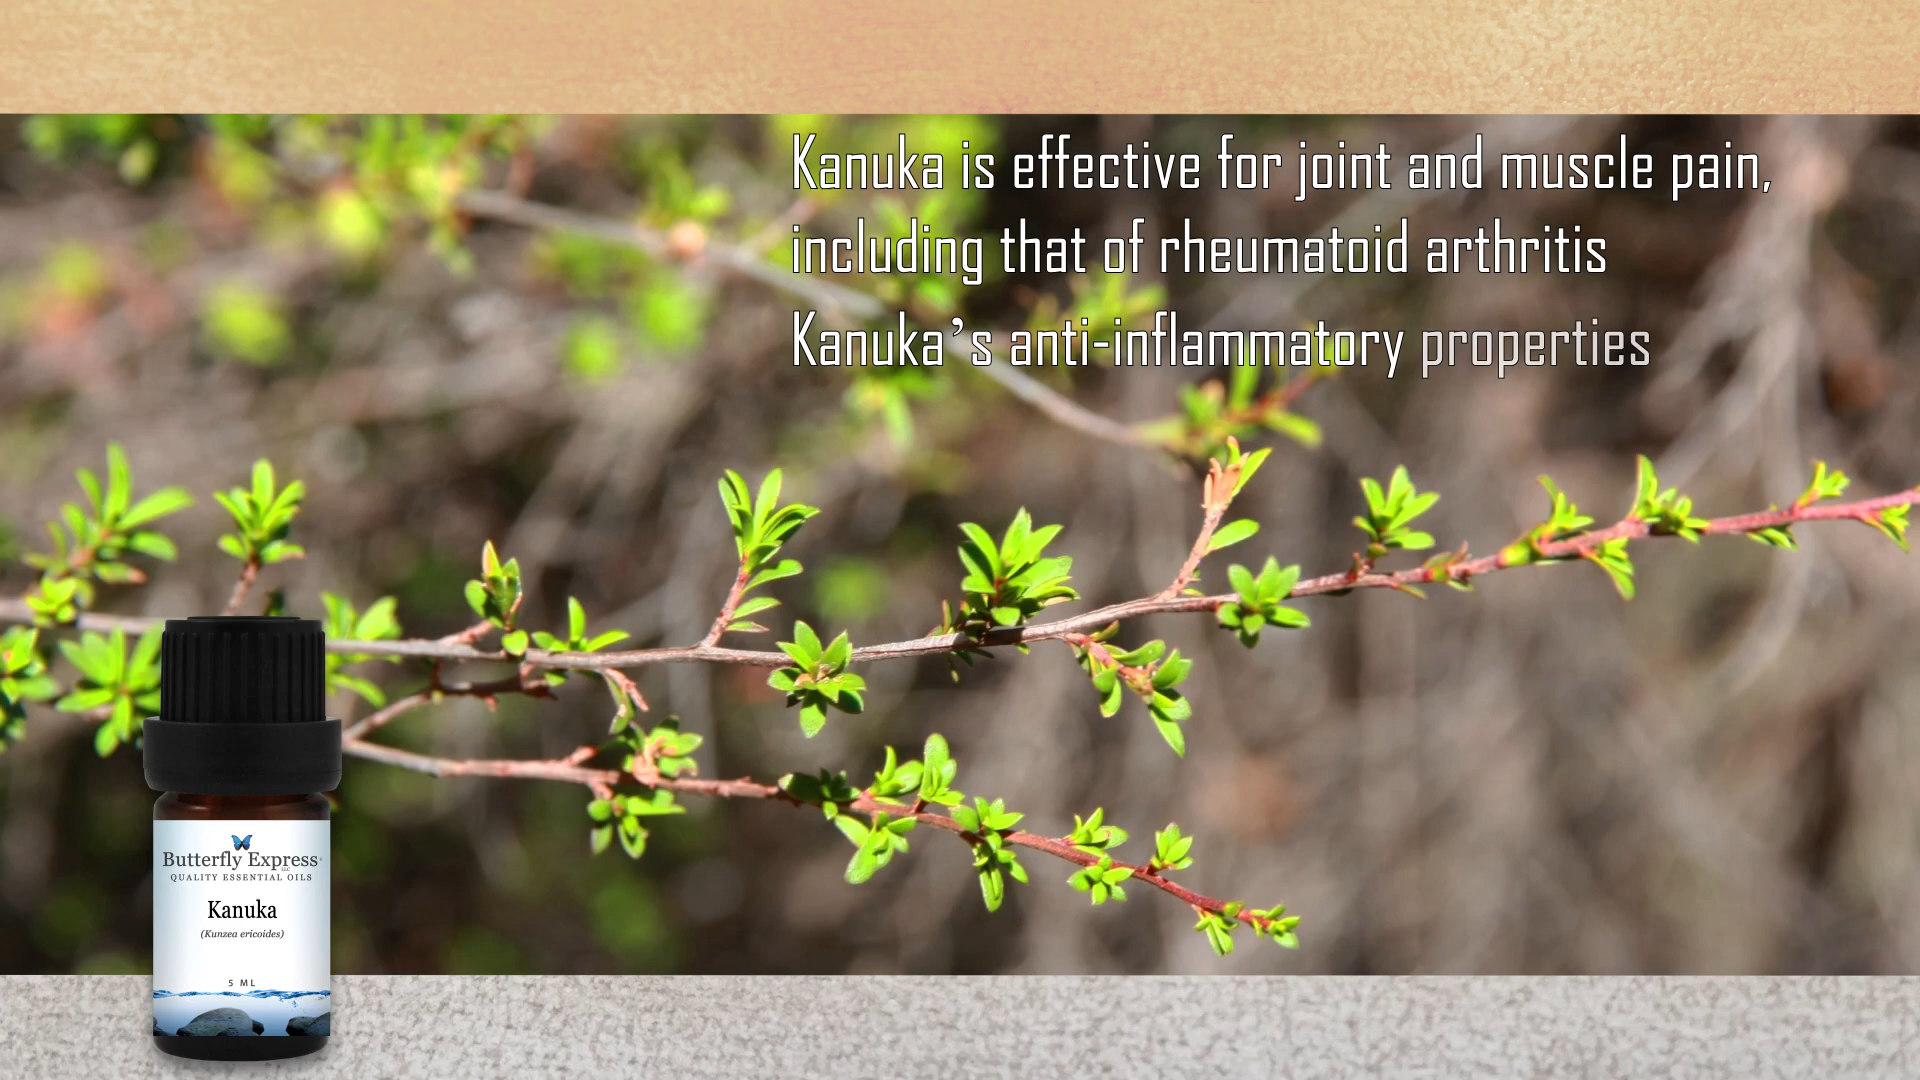 Kanuka is effective for joint and muscle pain,
including that of rheumatoid arthritis
Kanuka's anti-inflammatory properties
Butterfly Express
LLC
QUALITY ESSENTIAL OILS
Kanuka
(Kunzea ericoides)
5 ML